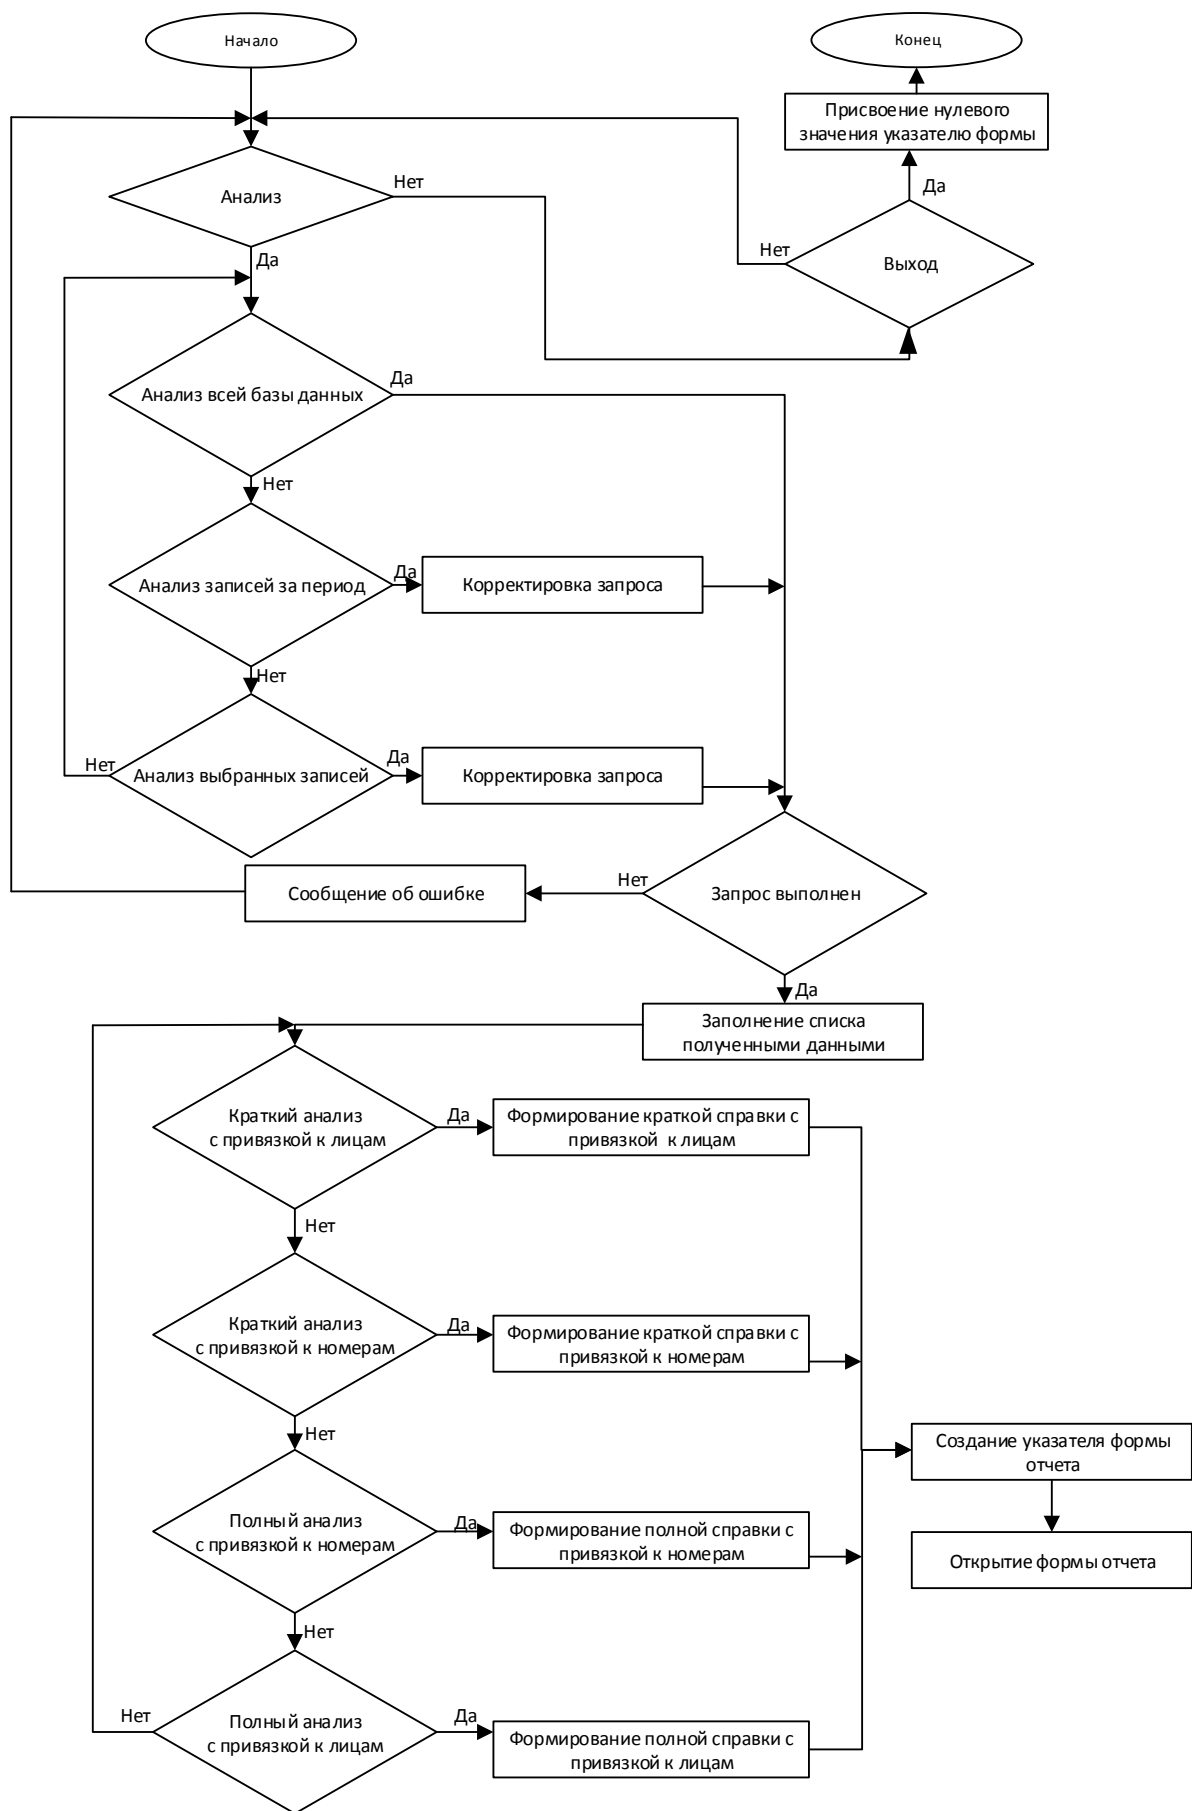 Начало
Конец
Присвоение нулевого
значения указателю формы
Да
Нет
Анализ
Нет
Выход
Да
Да
Анализ всей базы данных
Нет
Да
Анализ записей за период
Корректировка запроса
Нет
Да
Нет
Анализ выбранных записей
Корректировка запроса
Нет
Сообщение об ошибке
Запрос выполнен
Да
Заполнение списка
полученными данными
Краткий анализ
с привязкой к лицам
Да
Формирование краткой справки с
привязкой к лицам
Нет
Краткий анализ
с привязкой к номерам
Да
Формирование краткой справки с
привязкой к номерам
Нет
Создание указателя формы
отчета
Полный анализ
с привязкой к номерам
Да
Формирование полной справки с
привязкой к номерам
Открытие формы отчета
Нет
Нет
Полный анализ
с привязкой к лицам
Да
Формирование полной справки с
привязкой к лицам